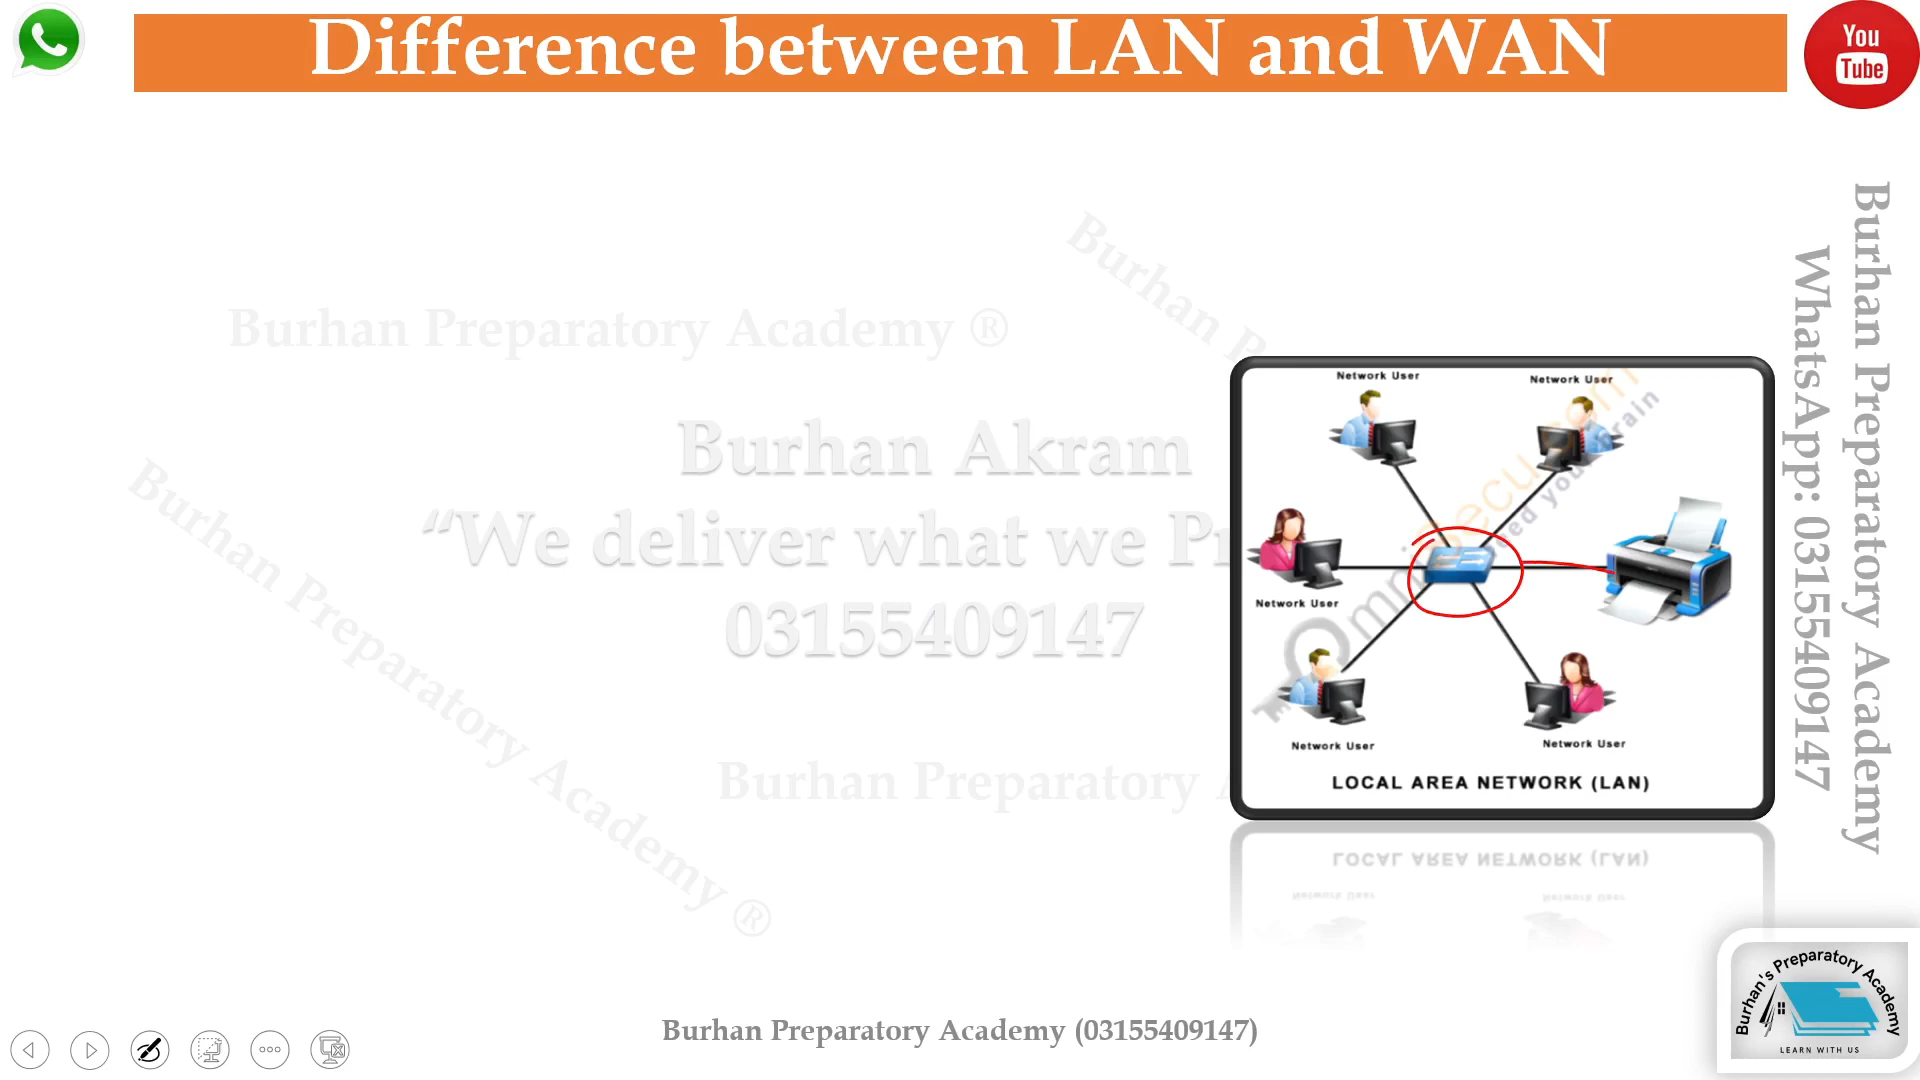 Difference between LAN and WAN
You
Tube
Burhan Preparatory Academy
WhatsApp: 03155409147
Burhan
Burhan Preparatory Academy ®
Burhan Akram
“We deliver what we
03155409147
Burhan Preparatory Academy ®
Burhan Preparatory
Network User
Network User
Network User
Network User
Network User
LOCAL AREA NETWORK (LAN)
Burhan's Preparatory Academy
LEARN WITH US
Burhan Preparatory Academy (03155409147)